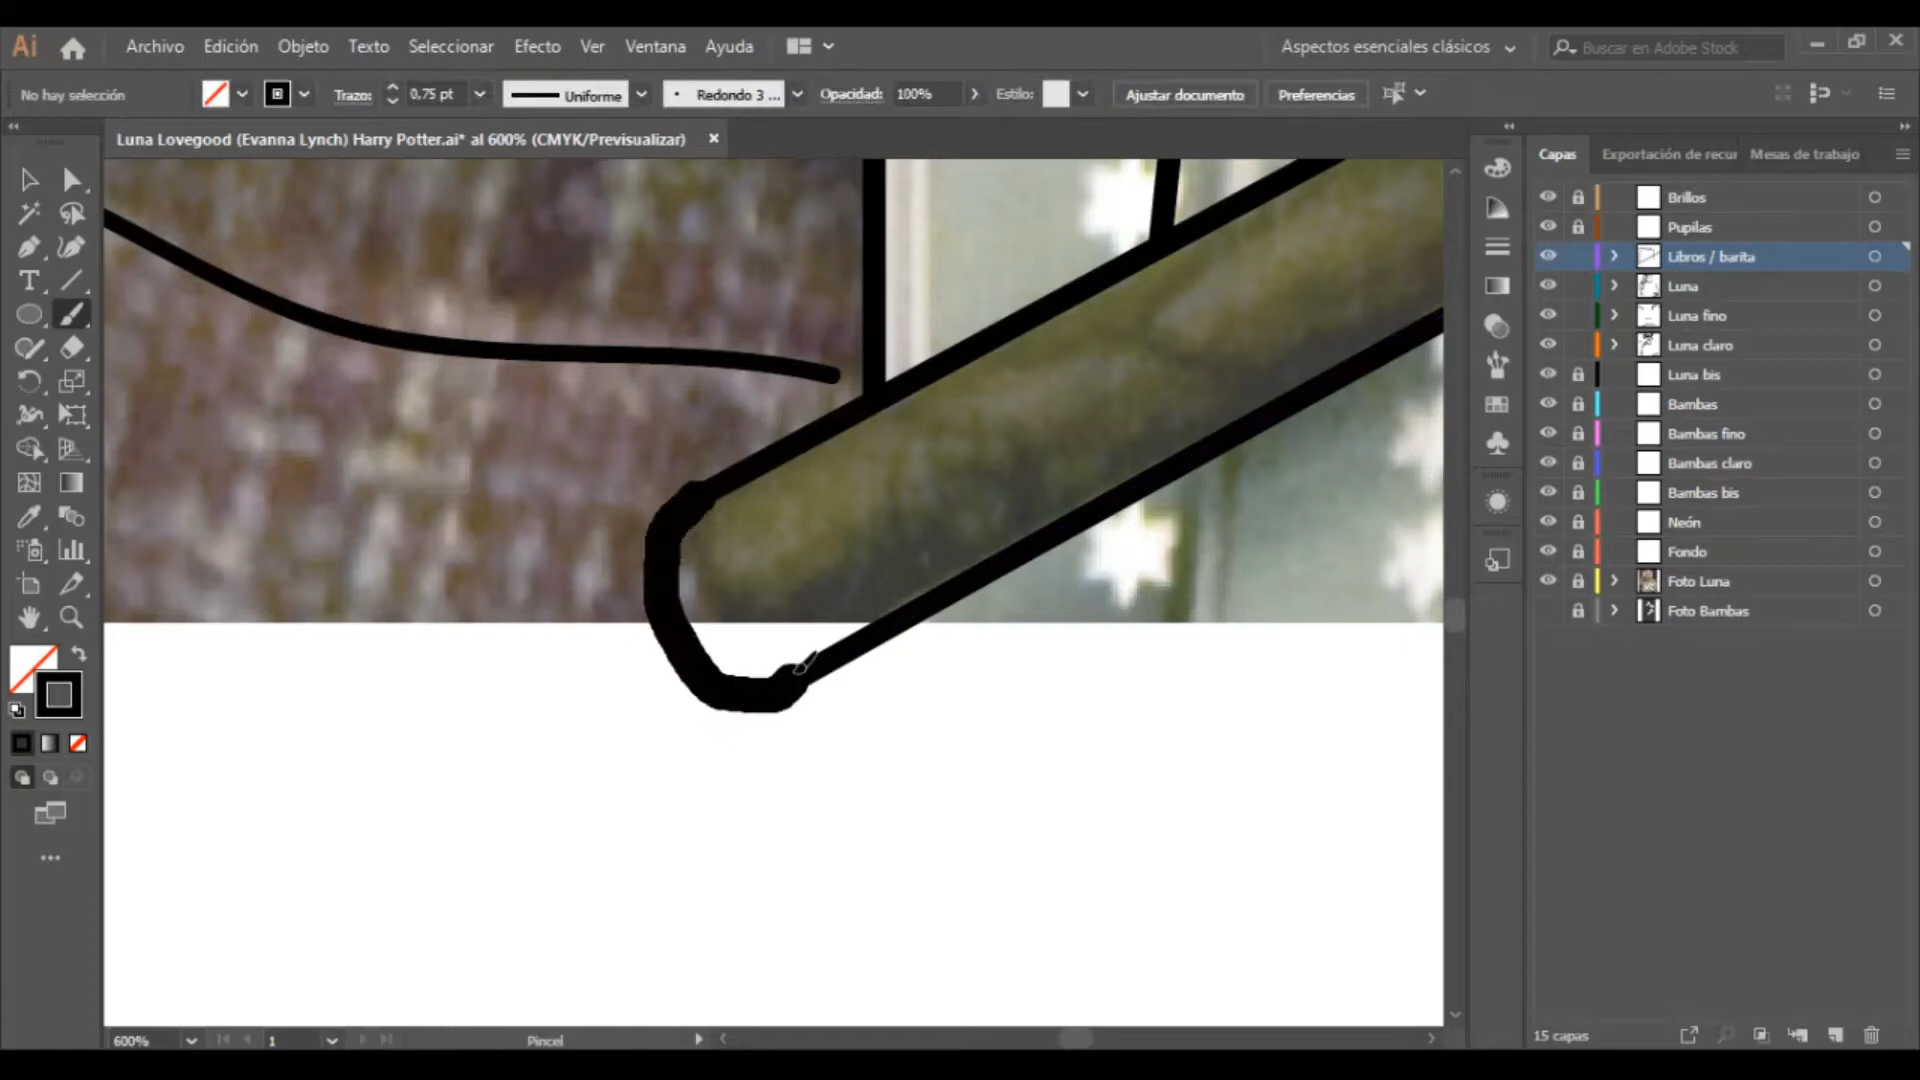 Ai Archivo Edición Objeto Texto Seleccionar Efecto Ver Ventana Ayuda Aspectos esenciales clásicos Buscar en Adobe Stock
No hay selección Trazo: 0,75 pt Uniforme Redondo 3 ... Opacidad: 100% Estilo: Ajustar documento Preferencias
Luna Lovegood (Evanna Lynch) Harry Potter.ai* al 600% (CMYK/Previsualizar)
Capas Exportación de recur Mesas de trabajo
Brillos
Pupilas
Libros / barita
Luna
Luna fino
Luna claro
Luna bis
Bambas
Bambas fino
Bambas claro
Bambas bis
Neón
Fondo
Foto Luna
Foto Bambas
600% 1 Pincel 15 capas